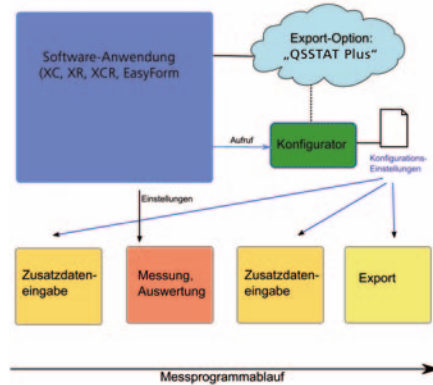 Software-Anwendung
(XC, XR, XCR, EasyForm
Export-Option:
„QSSTAT Plus“
Aufruf
Konfigurator
Konfigurations-
Einstellungen
Einstellungen
Zusatzdaten-
eingabe
Messung,
Auswertung
Zusatzdaten-
eingabe
Export
Messprogrammablauf